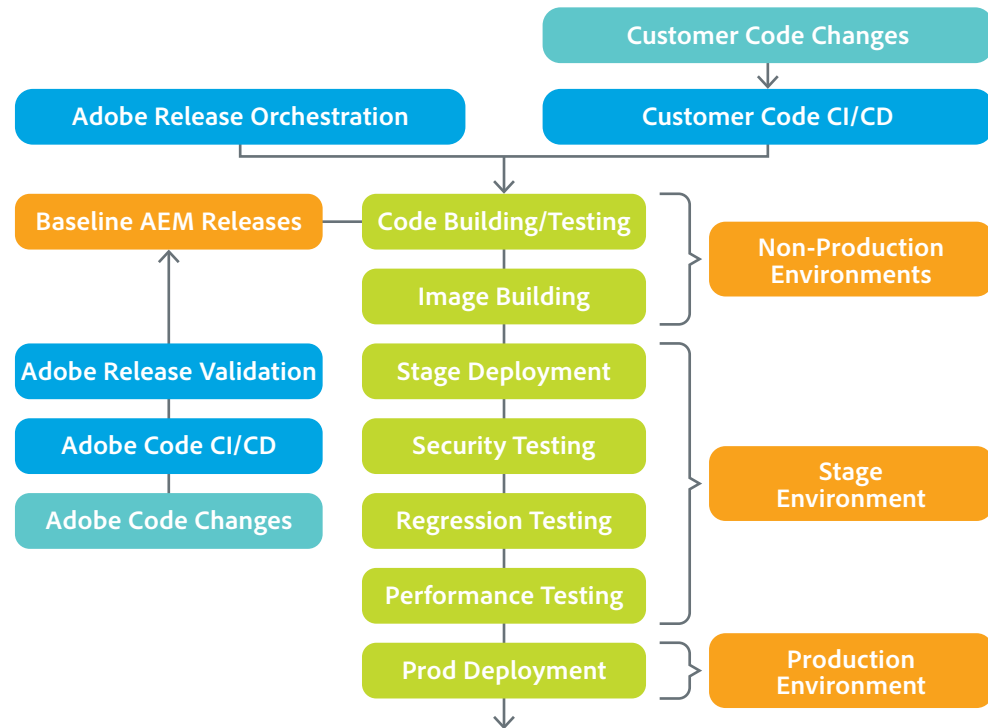 Customer Code Changes
Adobe Release Orchestration
Customer Code CI/CD
Baseline AEM Releases
Code Building/Testing
Non-Production
Environments
Image Building
Adobe Release Validation
Stage Deployment
Adobe Code CI/CD
Security Testing
Stage
Environment
Adobe Code Changes
Regression Testing
Performance Testing
Prod Deployment
Production
Environment